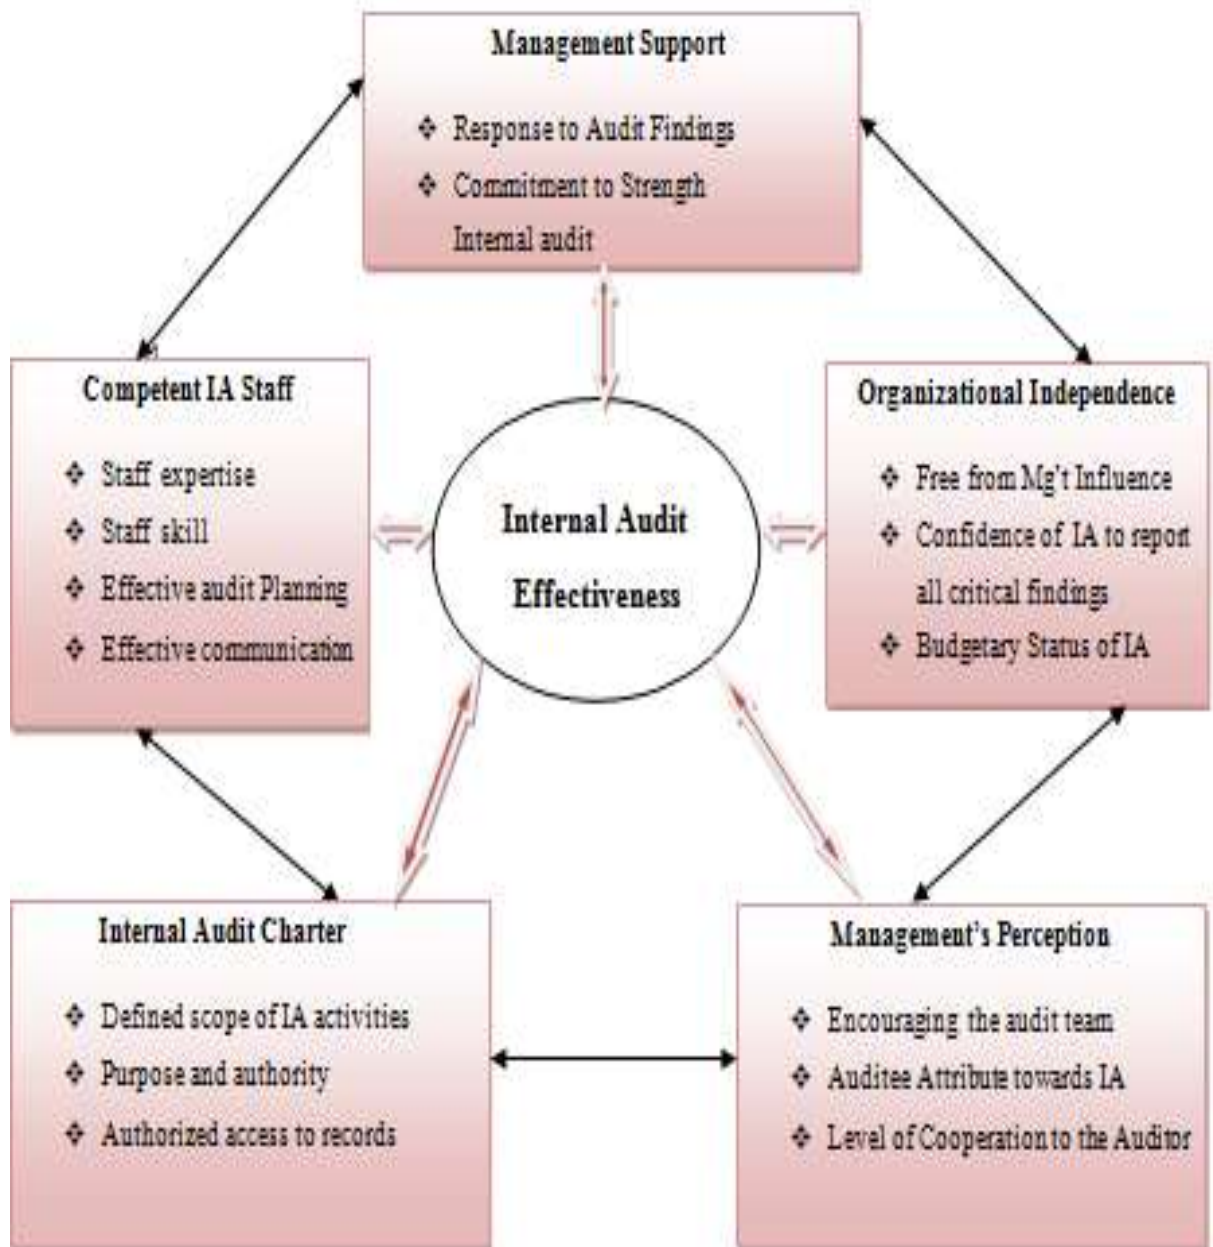 Management Support
❖ Response to Audit Findings
❖ Commitment to Strength
Internal audit
Competent IA Staff
❖ Staff expertise
❖ Staff skill
❖ Effective audit Planning
❖ Effective communication
Internal Audit
Effectiveness
Organizational Independence
❖ Free from Mg't Influence
❖ Confidence of IA to report
all critical findings
❖ Budgetary Status of IA
Internal Audit Charter
❖ Defined scope of IA activities
❖ Purpose and authority
❖ Authorized access to records
Management's Perception
❖ Encouraging the audit team
❖ Auditee Attribute towards IA
❖ Level of Cooperation to the Auditor